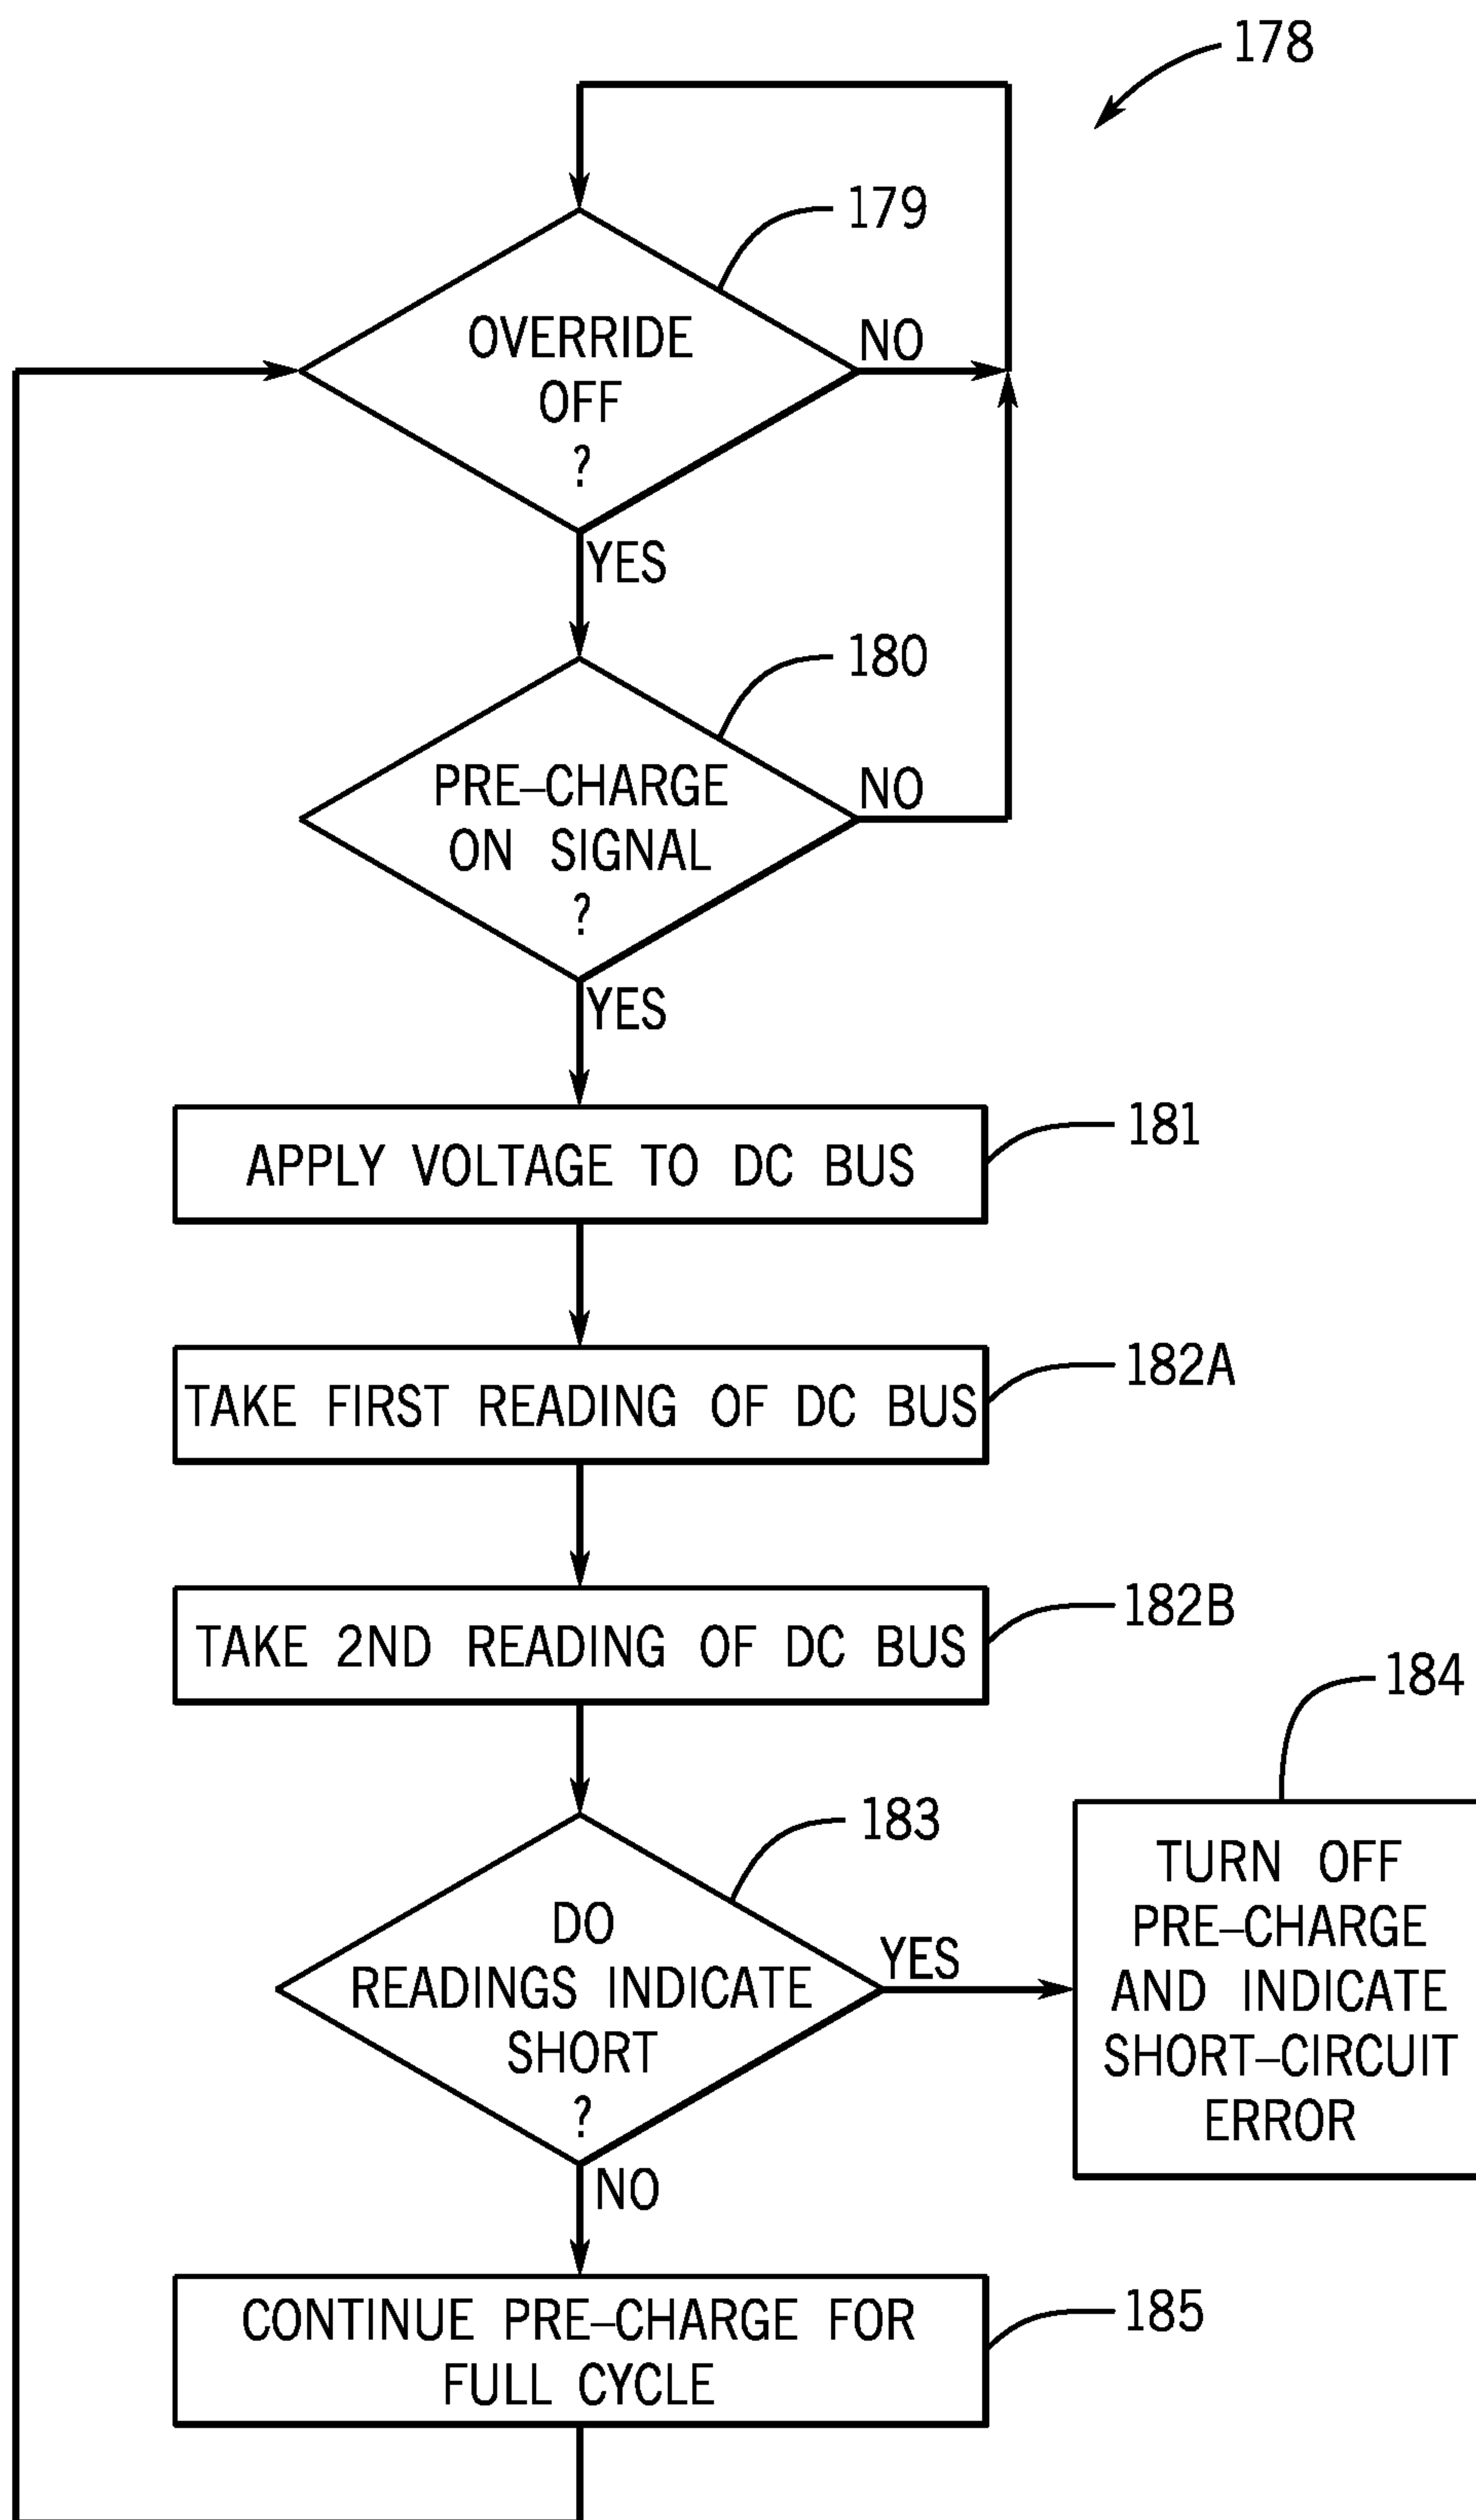 178
179
OVERRIDE
OFF
?
NO
YES
180
PRE-CHARGE
ON SIGNAL
?
NO
YES
181
APPLY VOLTAGE TO DC BUS
182A
TAKE FIRST READING OF DC BUS
182B
TAKE 2ND READING OF DC BUS
184
183
DO
READINGS INDICATE
SHORT
?
YES
TURN OFF
PRE-CHARGE
AND INDICATE
SHORT-CIRCUIT
ERROR
NO
185
CONTINUE PRE-CHARGE FOR
FULL CYCLE